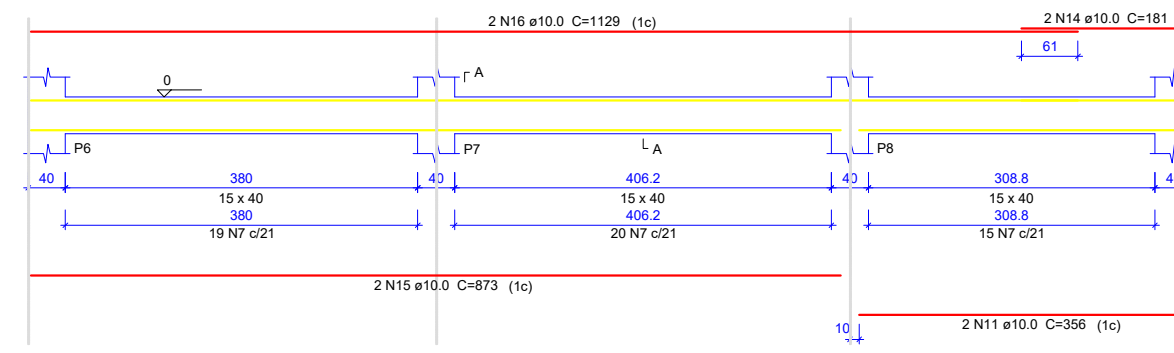 2 N16 ø10.0 C=1129 (1c)
2 N14 ø10.0 C=181
61
A
0
P6
P7
A
P8
40
380
40
406.2
40
308.8
4
15 x 40
15 x 40
15 x 40
380
406.2
308.8
19 N7 c/21
20 N7 c/21
15 N7 c/21
2 N15 ø10.0 C=873 (1c)
10
2 N11 ø10.0 C=356 (1c)